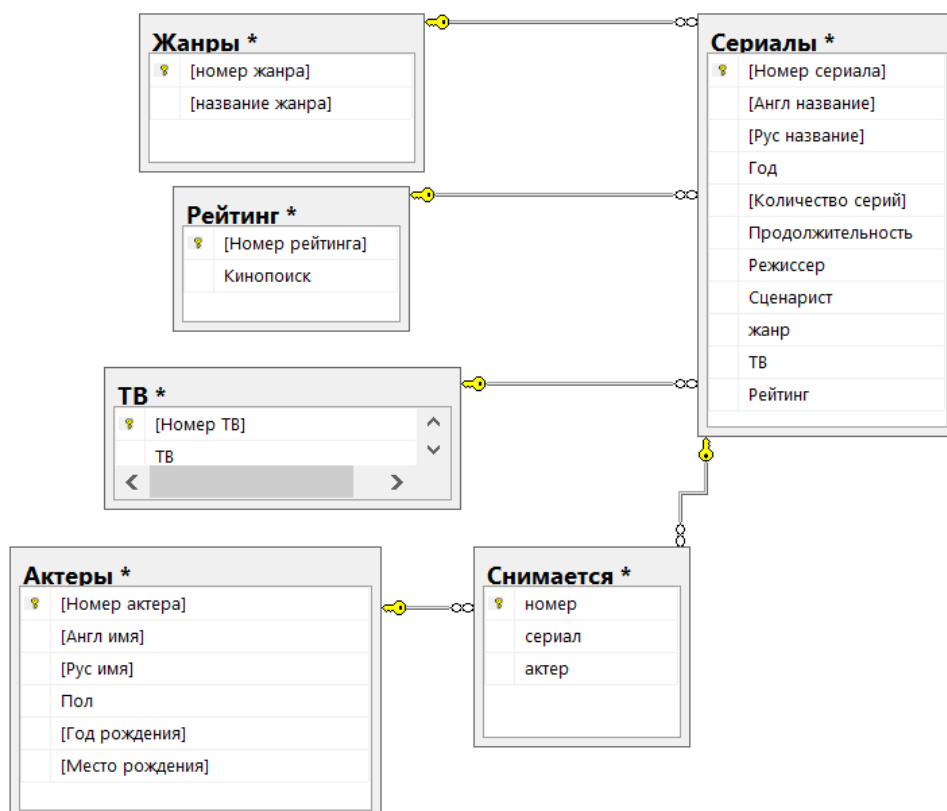 Жанры *
[номер жанра]
[название жанра]
Рейтинг *
[Номер рейтинга]
Кинопоиск
ТВ *
[Номер ТВ]
ТВ
Актеры *
[Номер актера]
[Англ имя]
[Рус имя]
Пол
[Год рождения]
[Место рождения]
Снимается *
номер
сериал
актер
Сериалы *
[Номер сериала]
[Англ название]
[Рус название]
Год
[Количество серий]
Продолжительность
Режиссер
Сценарист
жанр
ТВ
Рейтинг